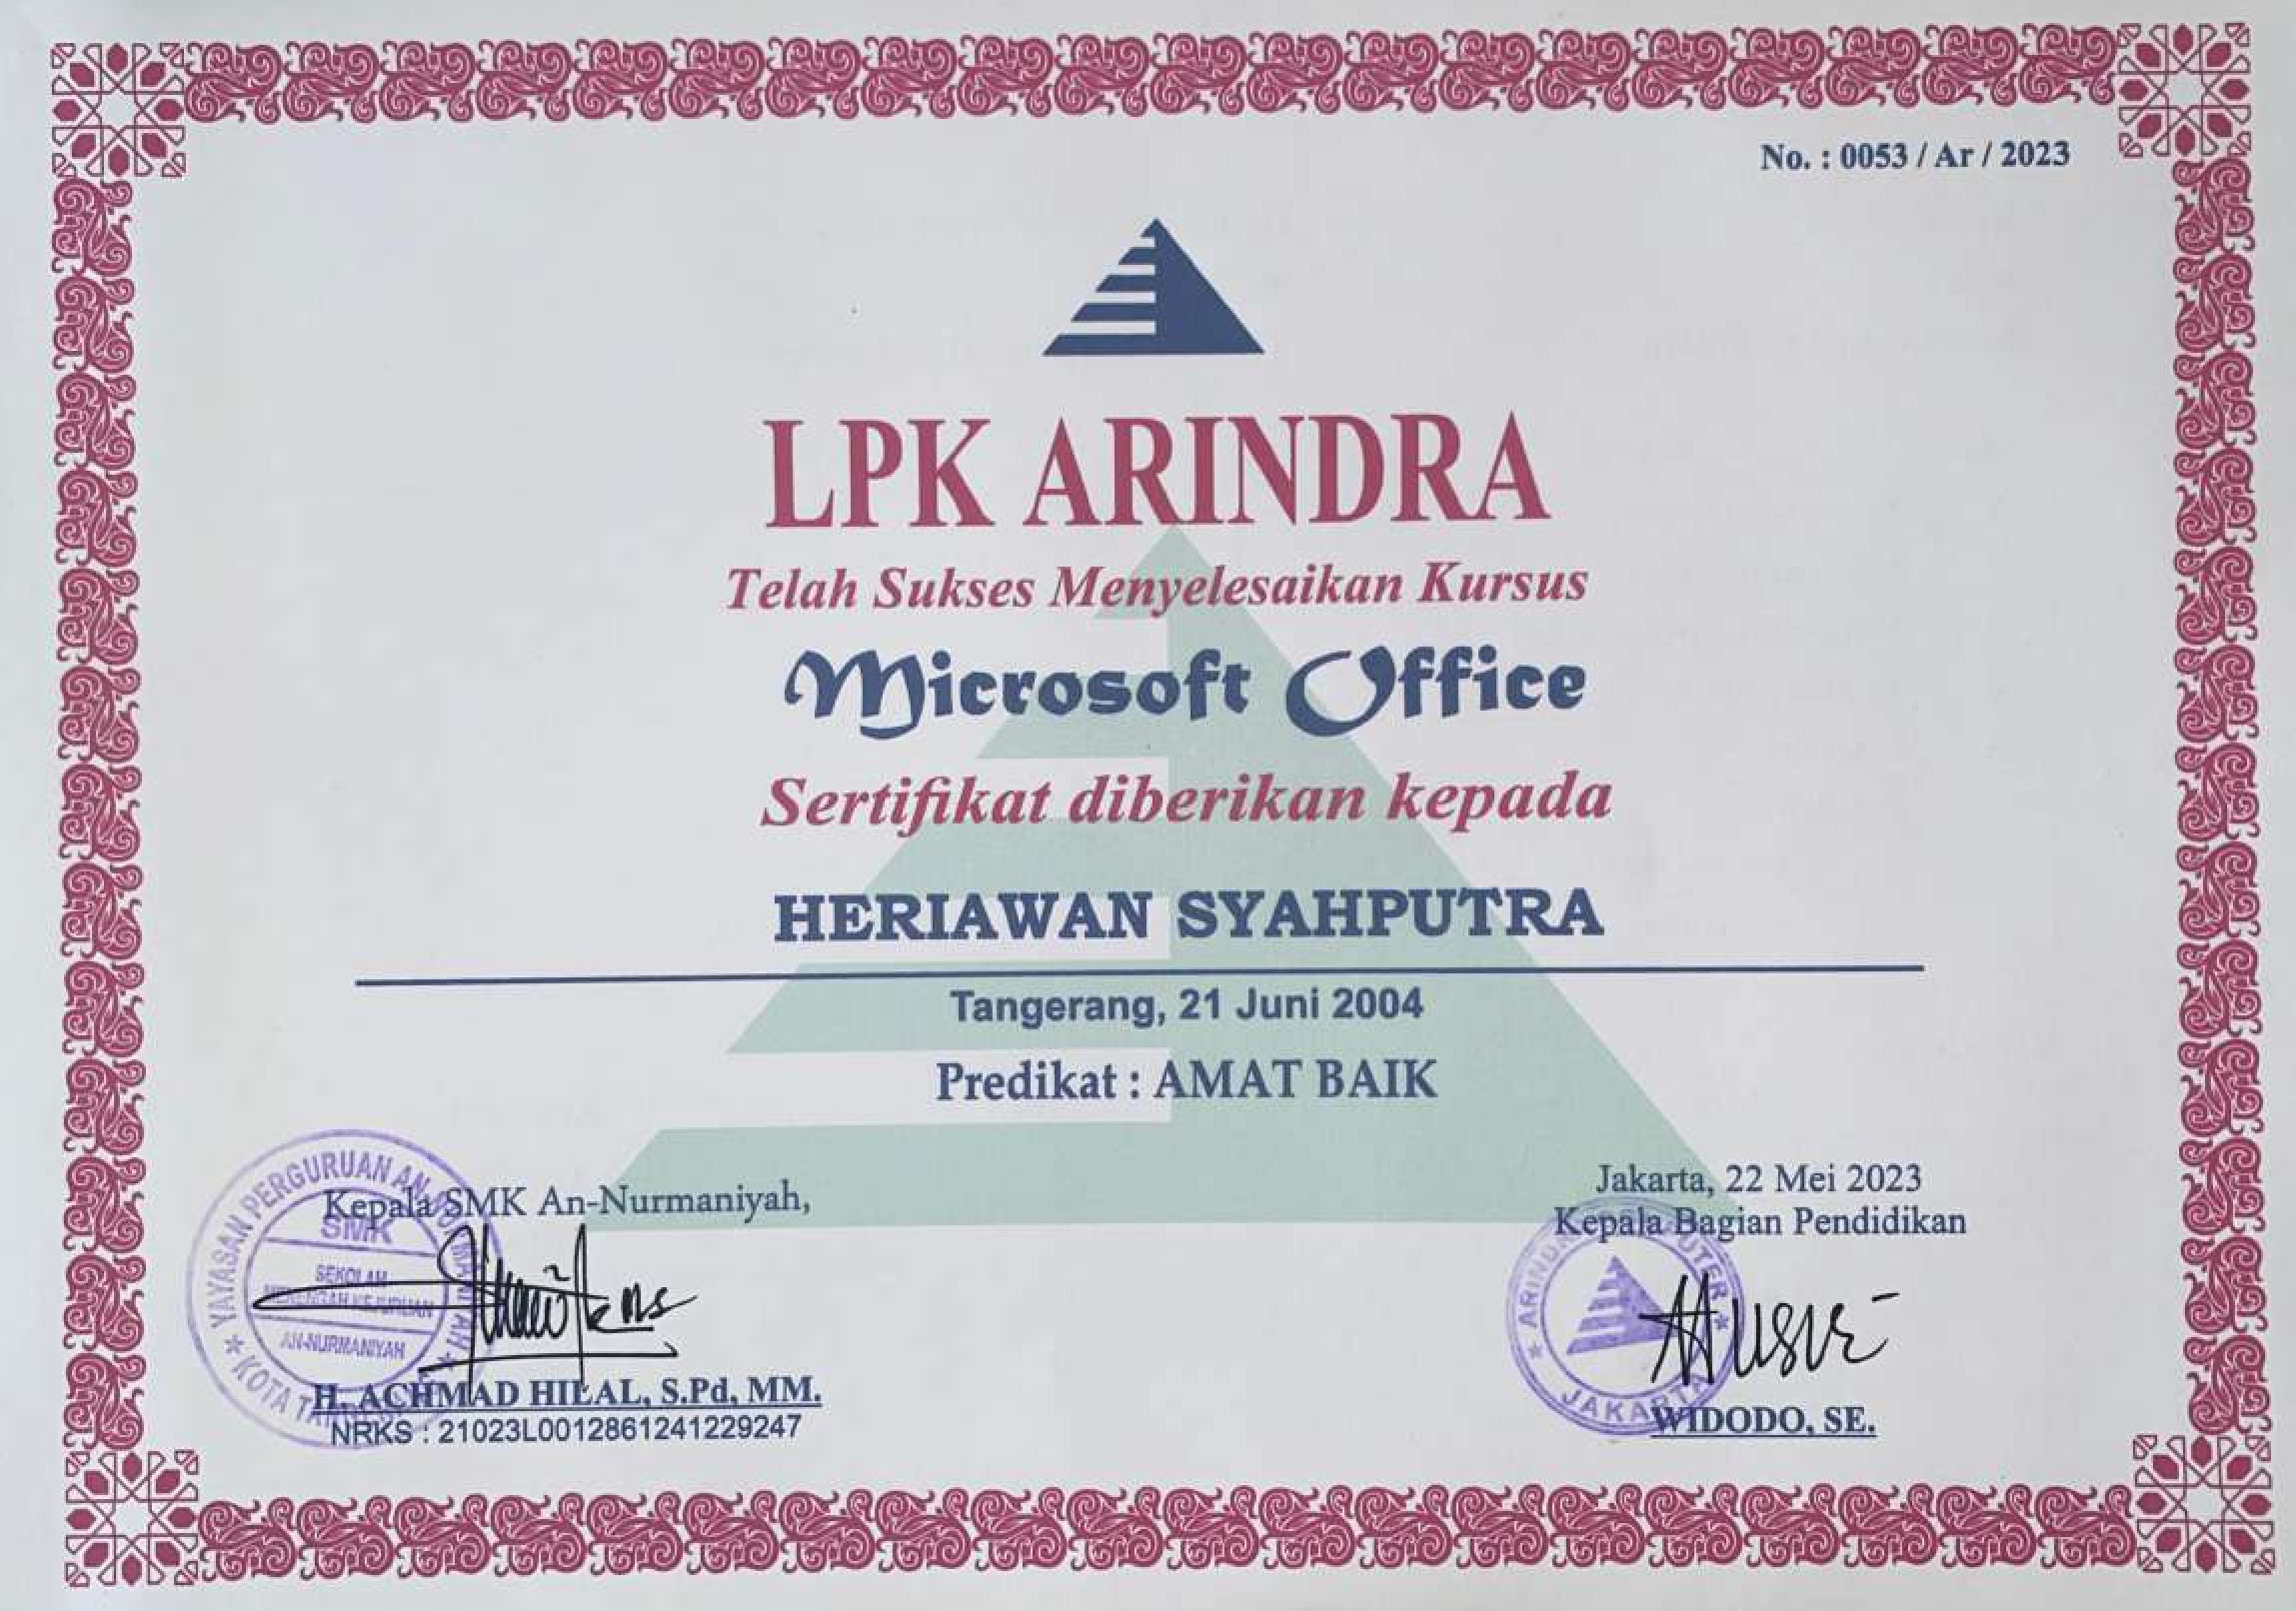 No. : 0053 / Ar / 2023
LPK ARINDRA
Telah Sukses Menyelesaikan Kursus
Microsoft Office
Sertifikat diberikan kepada
HERIAWAN SYAHPUTRA
Tangerang, 21 Juni 2004
Predikat : AMAT BAIK
Kepala SMK An-Nurmaniyah,
YAYASAN PERGURUAN AN-NURMANIYAH
SMK
SEKOLAH
MENENGAH KEJURUAN
AN-NURMANIYAH
KOTA TANGERANG
H. ACHMAD HILAL, S.Pd, MM.
NRKS : 21023L0012861241229247
Jakarta, 22 Mei 2023
Kepala Bagian Pendidikan
ARINDRA COMPUTER
JAKARTA
WIDODO, SE.